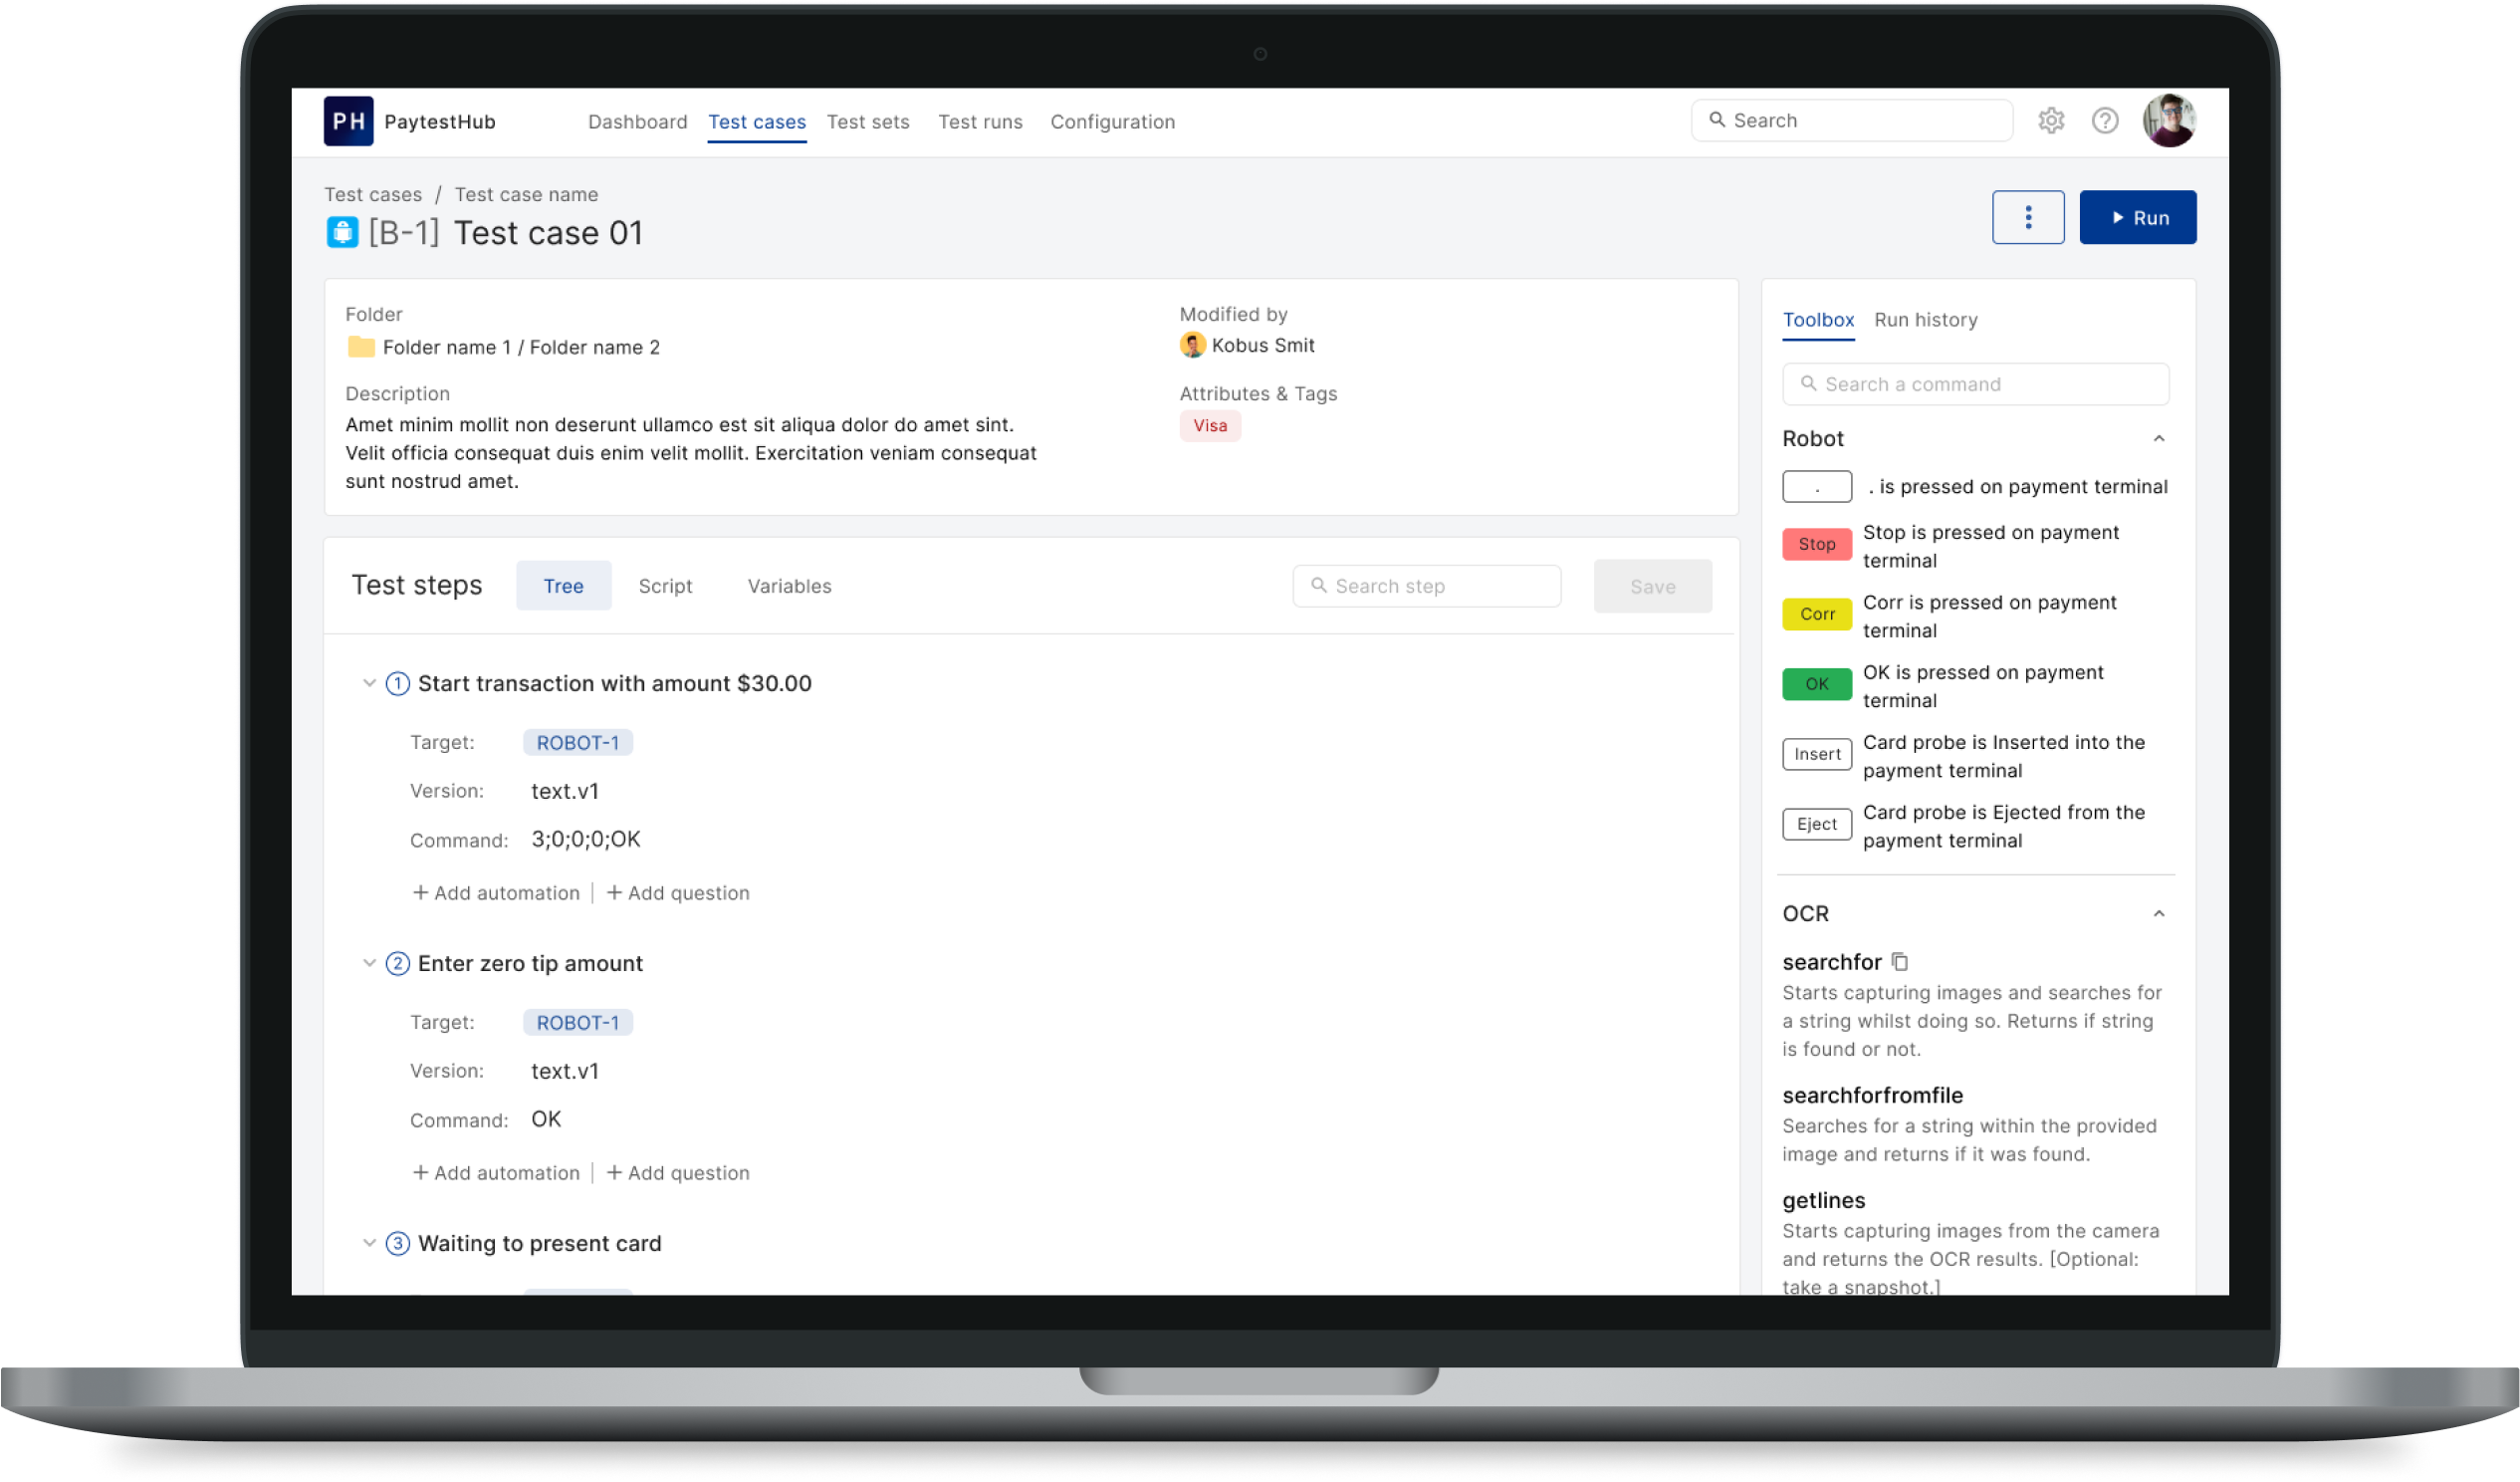 PH PaytestHub Dashboard Test cases Test sets Test runs Configuration Search
Test cases / Test case name
[B-1] Test case 01
Run
Folder
Folder name 1 / Folder name 2
Description
Amet minim mollit non deserunt ullamco est sit aliqua dolor do amet sint.
Velit officia consequat duis enim velit mollit. Exercitation veniam consequat
sunt nostrud amet.
Modified by
Kobus Smit
Attributes & Tags
Visa
Test steps Tree Script Variables Search step Save
1 Start transaction with amount $30.00
Target: ROBOT-1
Version: text.v1
Command: 3;0;0;0;OK
+ Add automation | + Add question
2 Enter zero tip amount
Target: ROBOT-1
Version: text.v1
Command: OK
+ Add automation | + Add question
3 Waiting to present card
Toolbox Run history
Search a command
Robot
. . is pressed on payment terminal
Stop Stop is pressed on payment
terminal
Corr Corr is pressed on payment
terminal
OK OK is pressed on payment
terminal
Insert Card probe is Inserted into the
payment terminal
Eject Card probe is Ejected from the
payment terminal
OCR
searchfor
Starts capturing images and searches for
a string whilst doing so. Returns if string
is found or not.
searchforfromfile
Searches for a string within the provided
image and returns if it was found.
getlines
Starts capturing images from the camera
and returns the OCR results. [Optional:
take a snapshot.]